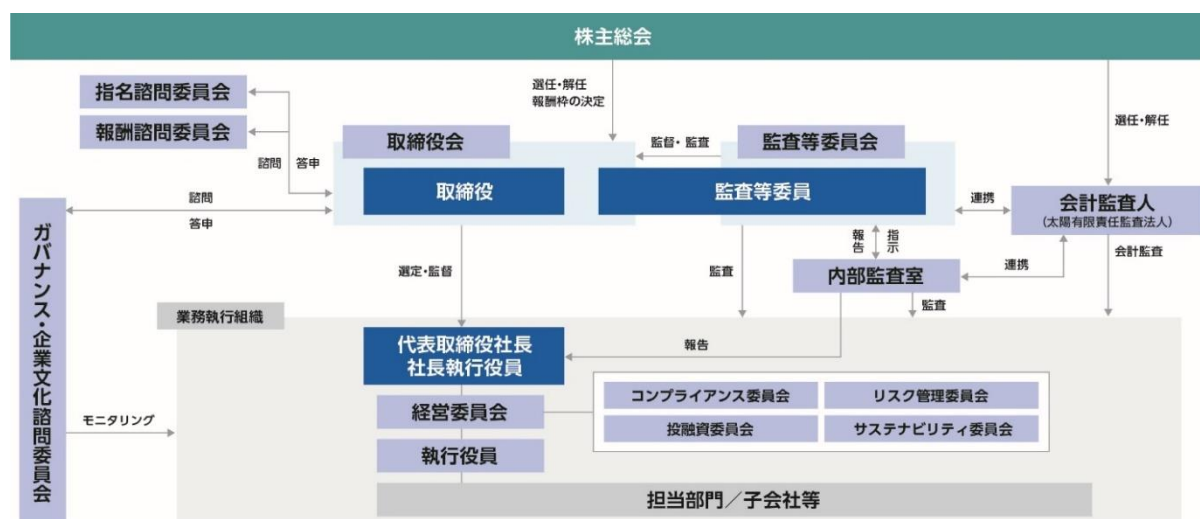 株主総会
指名諮問委員会
報酬諮問委員会
諮問 答申
選任・解任
報酬枠の決定
選任・解任
取締役会
監督・監査
監査等委員会
取締役
監査等委員
諮問
答申
連携
会計監査人
(太陽有限責任監査法人)
ガバナンス・企業文化諮問委員会
選定・監督
監査
報告
指示
内部監査室
連携
会計監査
監査
業務執行組織
代表取締役社長
社長執行役員
報告
経営委員会
コンプライアンス委員会
リスク管理委員会
投融資委員会
サステナビリティ委員会
モニタリング
執行役員
担当部門／子会社等